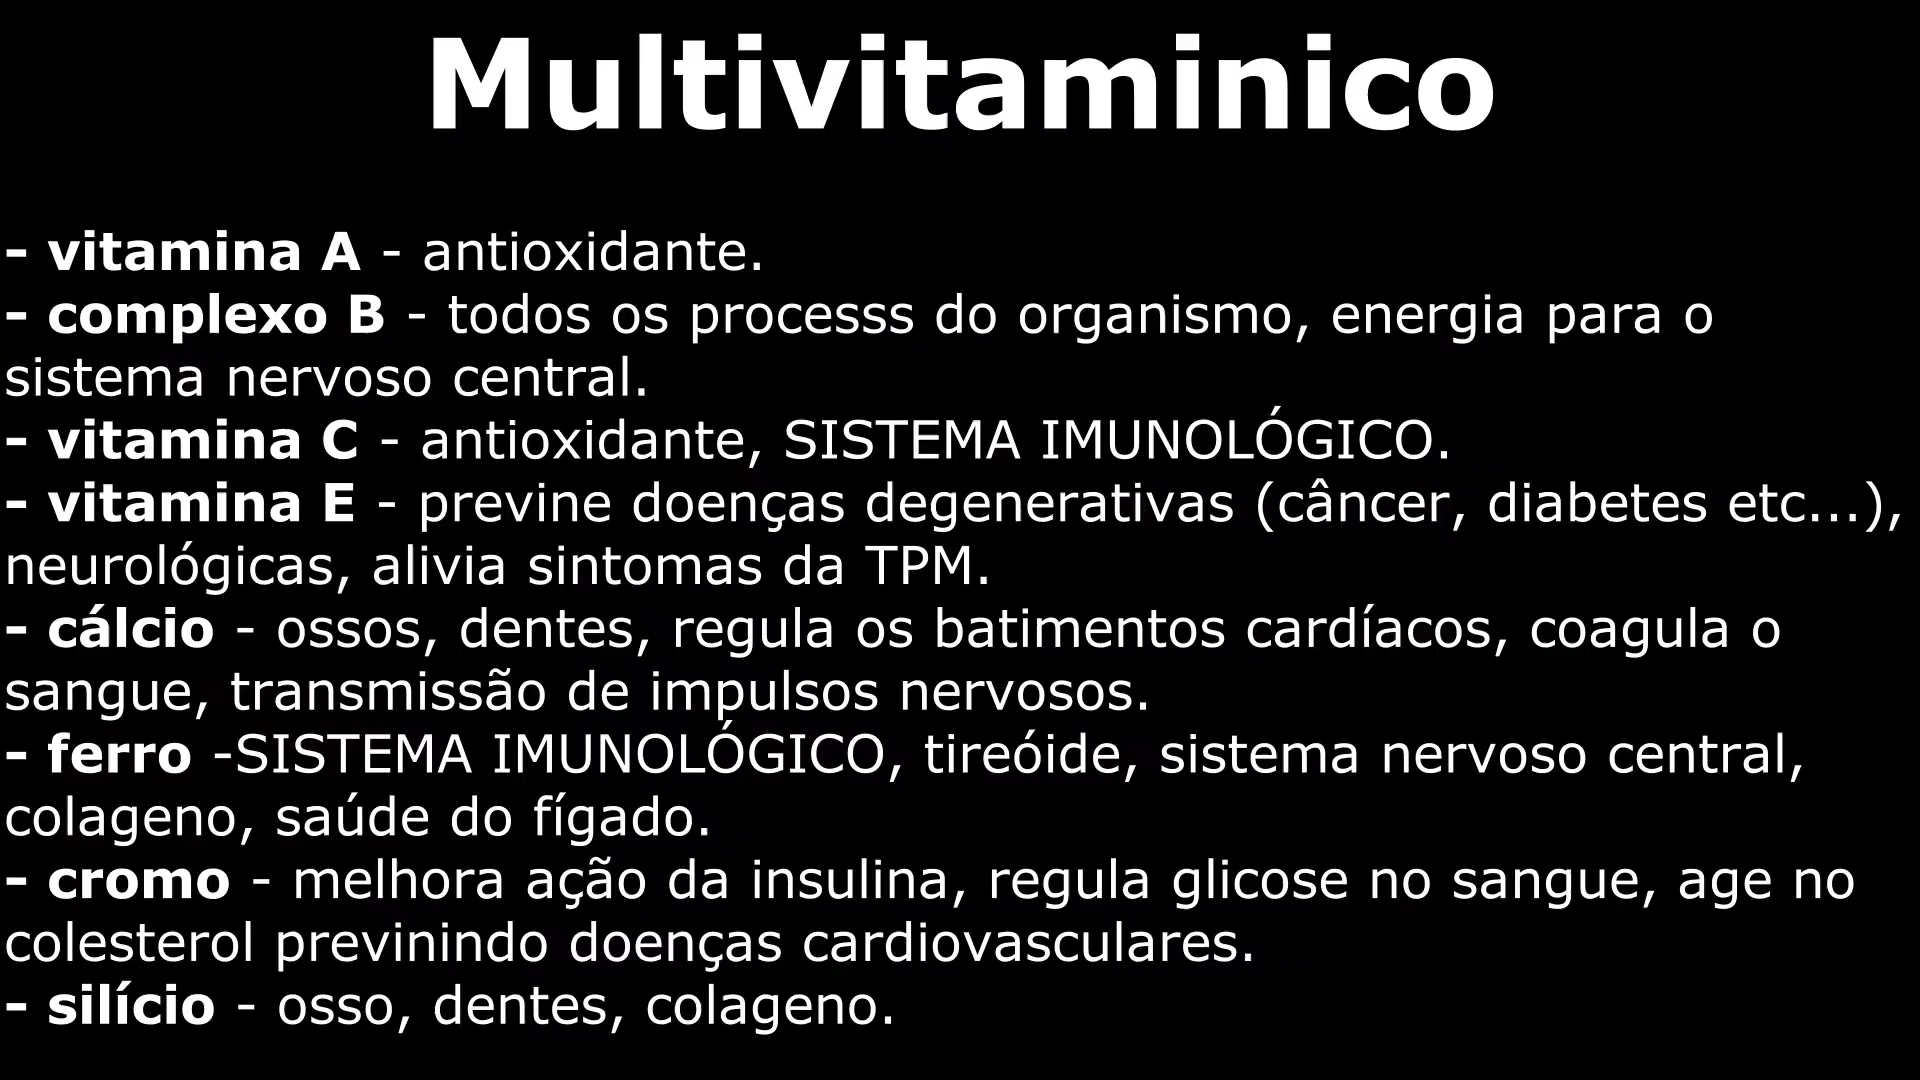 Multivitaminico
- vitamina A - antioxidante.
- complexo B - todos os processs do organismo, energia para o
sistema nervoso central.
- vitamina C - antioxidante, SISTEMA IMUNOLÓGICO.
- vitamina E - previne doenças degenerativas (câncer, diabetes etc...),
neurológicas, alivia sintomas da TPM.
- cálcio - ossos, dentes, regula os batimentos cardíacos, coagula o
sangue, transmissão de impulsos nervosos.
- ferro -SISTEMA IMUNOLÓGICO, tireóide, sistema nervoso central,
colageno, saúde do fígado.
- cromo - melhora ação da insulina, regula glicose no sangue, age no
colesterol previnindo doenças cardiovasculares.
- silício - osso, dentes, colageno.